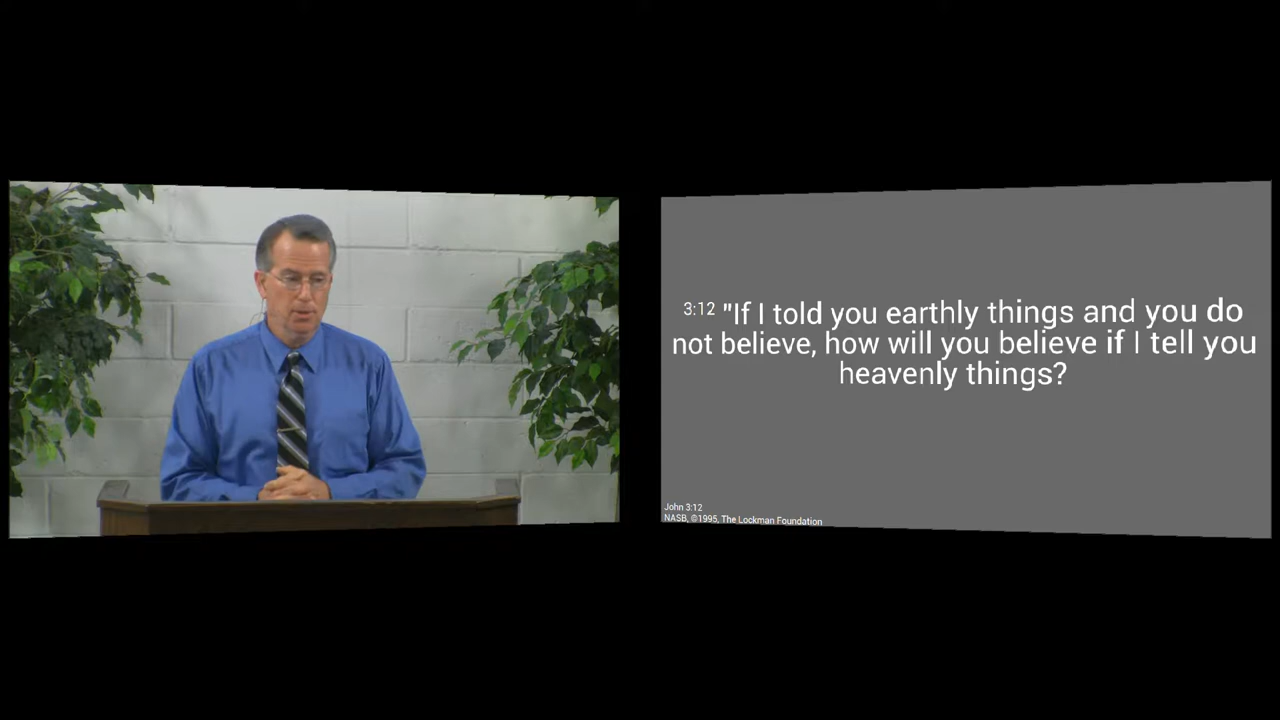 3:12 "If I told you earthly things and you do
not believe, how will you believe if I tell you
heavenly things?
John 3:12
NASB, ©1995, The Lockman Foundation